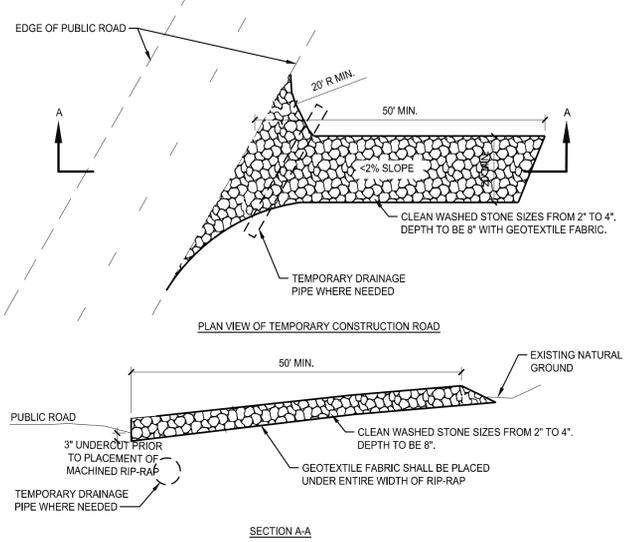 EDGE OF PUBLIC ROAD
20' R MIN.
A
50' MIN.
A
<2% SLOPE
MIN.
CLEAN WASHED STONE SIZES FROM 2" TO 4".
DEPTH TO BE 8" WITH GEOTEXTILE FABRIC.
TEMPORARY DRAINAGE
PIPE WHERE NEEDED
PLAN VIEW OF TEMPORARY CONSTRUCTION ROAD
50' MIN.
EXISTING NATURAL
GROUND
PUBLIC ROAD
CLEAN WASHED STONE SIZES FROM 2" TO 4".
DEPTH TO BE 8".
3" UNDERCUT PRIOR
TO PLACEMENT OF
MACHINED RIP-RAP
GEOTEXTILE FABRIC SHALL BE PLACED
UNDER ENTIRE WIDTH OF RIP-RAP
TEMPORARY DRAINAGE
PIPE WHERE NEEDED
SECTION A-A